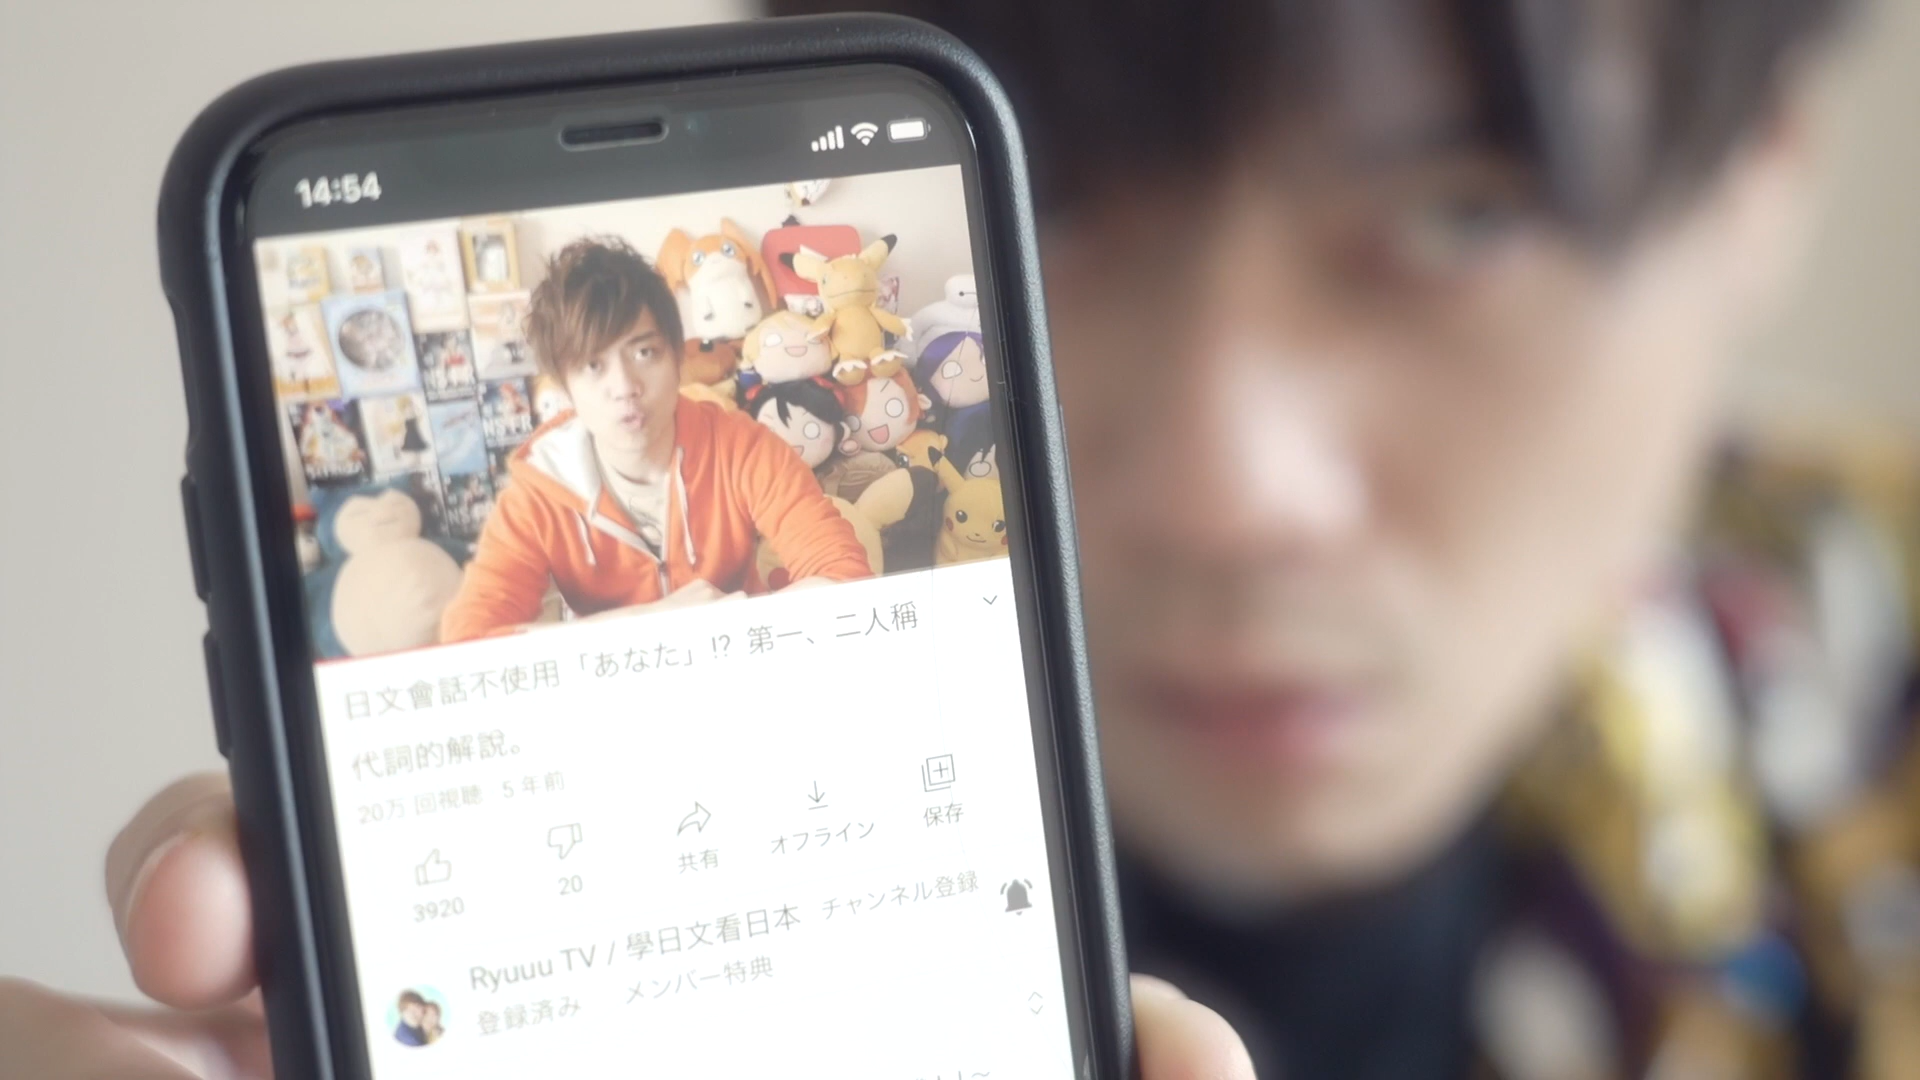 14:54
日文會話不使用「あなた」!? 第一、二人稱
代詞的解説。
20万 回視聴 5 年前
3920
20
共有
オフライン
保存
Ryuuu TV / 學日文看日本
チャンネル登録
登録済み メンバー特典